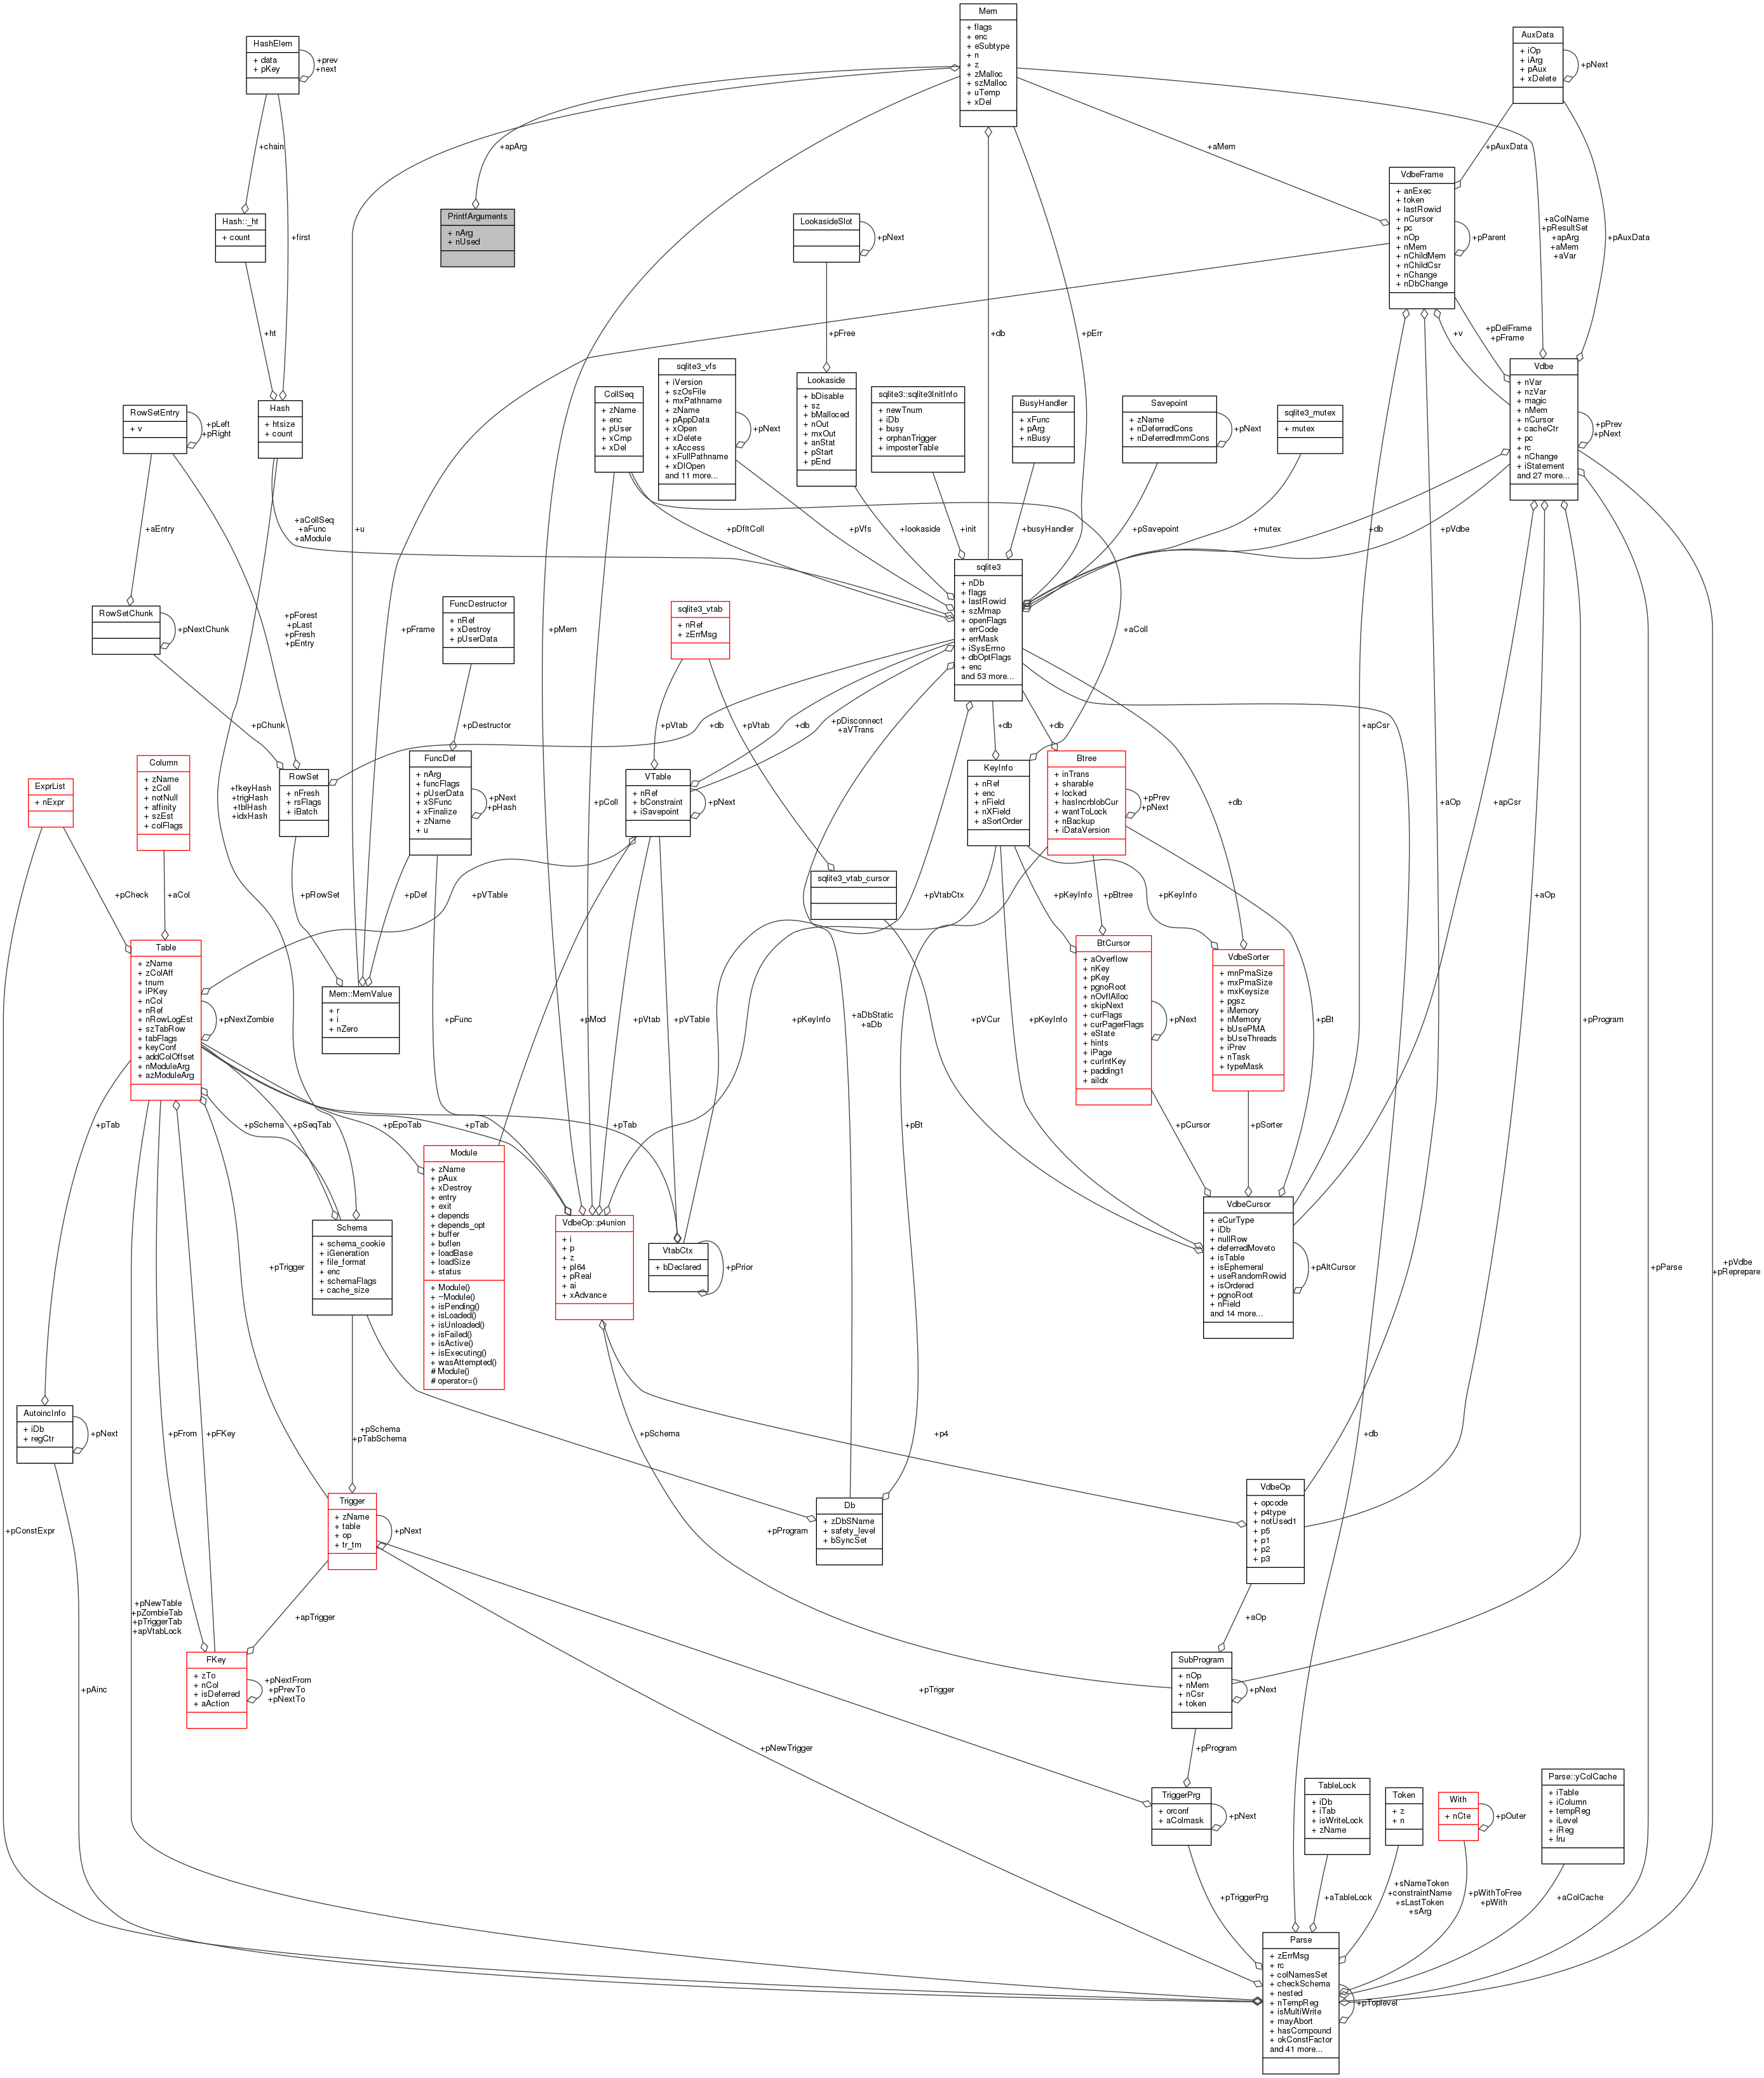 Mem
+ flags
+ enc
+ eSubtype
+ n
+ z
+ zMalloc
+ szMalloc
+ uTemp
+ xDel
HashElem
+ data
+ pKey
+prev
+next
AuxData
+ iOp
+ iArg
+ pAux
+ xDelete
+pNext
+chain
+apArg
+aMem
+pAuxData
VdbeFrame
+ anExec
+ token
+ lastRowid
+ nCursor
+ pc
+ nOp
+ nMem
+ nChildMem
+ nChildCsr
+ nChange
+ nDbChange
+pParent
Hash::_ht
+ count
+first
PrintfArguments
+ nArg
+ nUsed
LookasideSlot
+pNext
+aColName
+pResultSet
+apArg
+aMem
+aVar
+pAuxData
+ht
+pFree
+db
+pErr
+v
+pDelFrame
+pFrame
RowSetEntry
+ v
+pLeft
+pRight
Hash
+ htsize
+ count
CollSeq
+ zName
+ enc
+ pUser
+ xCmp
+ xDel
sqlite3_vfs
+ iVersion
+ szOsFile
+ mxPathname
+ zName
+ pAppData
+ xOpen
+ xDelete
+ xAccess
+ xFullPathname
+ xDlOpen
and 11 more...
+pNext
Lookaside
+ bDisable
+ sz
+ bMalloced
+ nOut
+ mxOut
+ anStat
+ pStart
+ pEnd
sqlite3::sqlite3InitInfo
+ newTnum
+ iDb
+ busy
+ orphanTrigger
+ imposterTable
BusyHandler
+ xFunc
+ pArg
+ nBusy
Savepoint
+ zName
+ nDeferredCons
+ nDeferredImmCons
+pNext
sqlite3_mutex
+ mutex
Vdbe
+ nVar
+ nzVar
+ magic
+ nMem
+ nCursor
+ cacheCtr
+ pc
+ rc
+ nChange
+ iStatement
and 27 more...
+pPrev
+pNext
+aEntry
+aCollSeq
+aFunc
+aModule
+u
+pDfltColl
+pVfs
+lookaside
+init
+busyHandler
+pSavepoint
+mutex
+db
+pVdbe
RowSetChunk
+pNextChunk
+pForest
+pLast
+pFresh
+pEntry
+pFrame
FuncDestructor
+ nRef
+ xDestroy
+ pUserData
+pMem
sqlite3_vtab
+ nRef
+ zErrMsg
sqlite3
+ nDb
+ flags
+ lastRowid
+ szMmap
+ openFlags
+ errCode
+ errMask
+ iSysErrno
+ dbOptFlags
+ enc
and 53 more...
+aColl
+pChunk
+db
+pDestructor
+pVtab
+pVtab
+db
+pDisconnect
+aVTrans
+db
+db
+apCsr
ExprList
+ nExpr
Column
+ zName
+ zColl
+ notNull
+ affinity
+ szEst
+ colFlags
+fkeyHash
+trigHash
+tblHash
+idxHash
RowSet
+ nFresh
+ rsFlags
+ iBatch
FuncDef
+ nArg
+ funcFlags
+ pUserData
+ xSFunc
+ xFinalize
+ zName
+ u
+pNext
+pHash
+pColl
VTable
+ nRef
+ bConstraint
+ iSavepoint
+pNext
KeyInfo
+ nRef
+ enc
+ nField
+ nXField
+ aSortOrder
Btree
+ inTrans
+ sharable
+ locked
+ hasIncrblobCur
+ wantToLock
+ nBackup
+ iDataVersion
+pPrev
+pNext
+db
+aOp
+apCsr
+pCheck
+aCol
+pRowSet
+pDef
+pVTable
sqlite3_vtab_cursor
+pVtabCtx
+pKeyInfo
+pBtree
+pKeyInfo
+aOp
Table
+ zName
+ zColAff
+ tnum
+ iPKey
+ nCol
+ nRef
+ nRowLogEst
+ szTabRow
+ tabFlags
+ keyConf
+ addColOffset
+ nModuleArg
+ azModuleArg
+pNextZombie
Mem::MemValue
+ r
+ i
+ nZero
+pFunc
+pMod
+pVtab
+pVTable
+pKeyInfo
+aDbStatic
+aDb
+pVCur
+pKeyInfo
BtCursor
+ aOverflow
+ nKey
+ pKey
+ pgnoRoot
+ nOvflAlloc
+ skipNext
+ curFlags
+ curPagerFlags
+ eState
+ hints
+ iPage
+ curIntKey
+ padding1
+ aiIdx
+pNext
VdbeSorter
+ mnPmaSize
+ mxPmaSize
+ mxKeysize
+ pgsz
+ iMemory
+ nMemory
+ bUsePMA
+ bUseThreads
+ iPrev
+ nTask
+ typeMask
+pBt
+pProgram
+pTab
+pSchema
+pSeqTab
+pEpoTab
+pTab
+pTab
+pBt
+pCursor
+pSorter
Module
+ zName
+ pAux
+ xDestroy
+ entry
+ exit
+ depends
+ depends_opt
+ buffer
+ buflen
+ loadBase
+ loadSize
+ status
+ Module()
+ ~Module()
+ isPending()
+ isLoaded()
+ isUnloaded()
+ isFailed()
+ isActive()
+ isExecuting()
+ wasAttempted()
# Module()
# operator=()
+pTrigger
Schema
+ schema_cookie
+ iGeneration
+ file_format
+ enc
+ schemaFlags
+ cache_size
VdbeOp::p4union
+ i
+ p
+ z
+ pI64
+ pReal
+ ai
+ xAdvance
VtabCtx
+ bDeclared
+pPrior
VdbeCursor
+ eCurType
+ iDb
+ nullRow
+ deferredMoveto
+ isTable
+ isEphemeral
+ useRandomRowid
+ isOrdered
+ pgnoRoot
+ nField
and 14 more...
+pAltCursor
+pParse
+pVdbe
+pReprepare
AutoincInfo
+ iDb
+ regCtr
+pNext
+pFrom
+pFKey
+pSchema
+pTabSchema
+pSchema
+p4
+db
+pConstExpr
Trigger
+ zName
+ table
+ op
+ tr_tm
+pNext
+pProgram
Db
+ zDbSName
+ safety_level
+ bSyncSet
VdbeOp
+ opcode
+ p4type
+ notUsed1
+ p5
+ p1
+ p2
+ p3
+pNewTable
+pZombieTab
+pTriggerTab
+apVtabLock
+apTrigger
+aOp
FKey
+ zTo
+ nCol
+ isDeferred
+ aAction
+pNextFrom
+pPrevTo
+pNextTo
+pAinc
+pTrigger
SubProgram
+ nOp
+ nMem
+ nCsr
+ token
+pNext
+pNewTrigger
+pProgram
TriggerPrg
+ orconf
+ aColmask
+pNext
TableLock
+ iDb
+ iTab
+ isWriteLock
+ zName
Token
+ z
+ n
With
+ nCte
+pOuter
Parse::yColCache
+ iTable
+ iColumn
+ tempReg
+ iLevel
+ iReg
+ lru
+pTriggerPrg
+aTableLock
+sNameToken
+constraintName
+sLastToken
+sArg
+pWithToFree
+pWith
+aColCache
Parse
+ zErrMsg
+ rc
+ colNamesSet
+ checkSchema
+ nested
+ nTempReg
+ isMultiWrite
+ mayAbort
+ hasCompound
+ okConstFactor
and 41 more...
+pToplevel